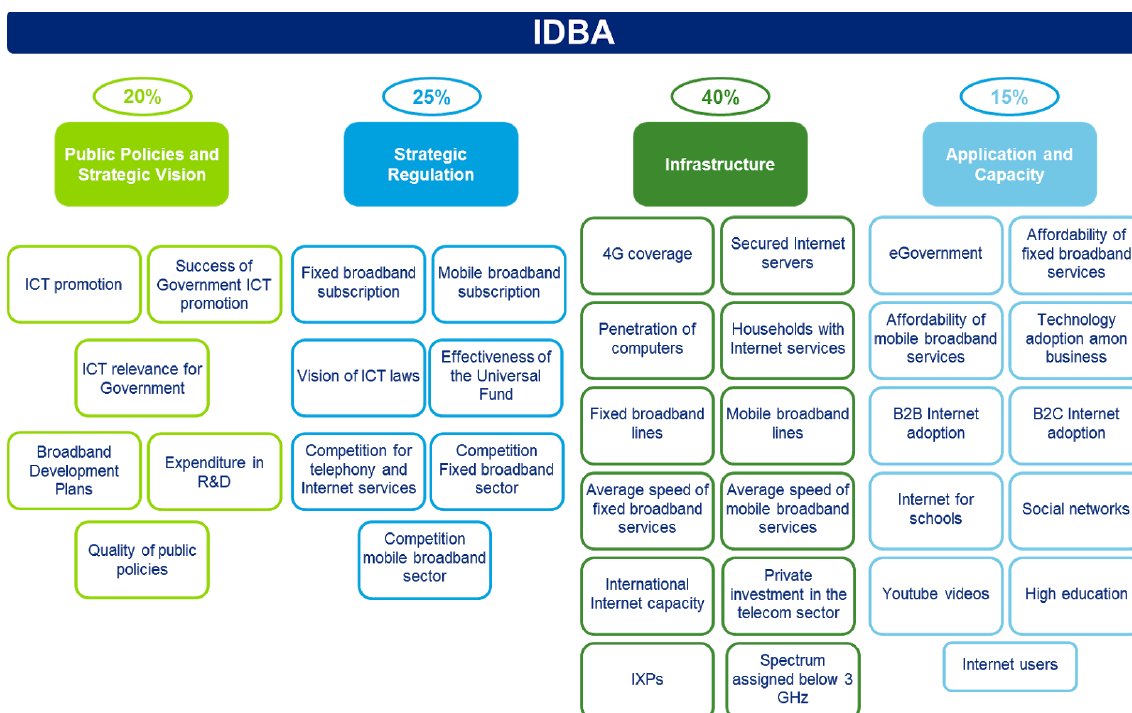 IDBA
20%
Public Policies and
Strategic Vision
ICT promotion
Success of
Government ICT
promotion
ICT relevance for
Government
Broadband
Development
Plans
Expenditure in
R&D
Quality of public
policies
25%
Strategic
Regulation
Fixed broadband
subscription
Mobile broadband
subscription
Vision of ICT laws
Effectiveness of
the Universal
Fund
Competition for
telephony and
Internet services
Competition
Fixed broadband
sector
Competition
mobile broadband
sector
40%
Infrastructure
4G coverage
Secured Internet
servers
Penetration of
computers
Households with
Internet services
Fixed broadband
lines
Mobile broadband
lines
Average speed of
fixed broadband
services
Average speed of
mobile broadband
services
International
Internet capacity
Private
investment in the
telecom sector
IXPs
Spectrum
assigned below 3
GHz
15%
Application and
Capacity
eGovernment
Affordability of
fixed broadband
services
Affordability of
mobile broadband
services
Technology
adoption amon
business
B2B Internet
adoption
B2C Internet
adoption
Internet for
schools
Social networks
Youtube videos
High education
Internet users